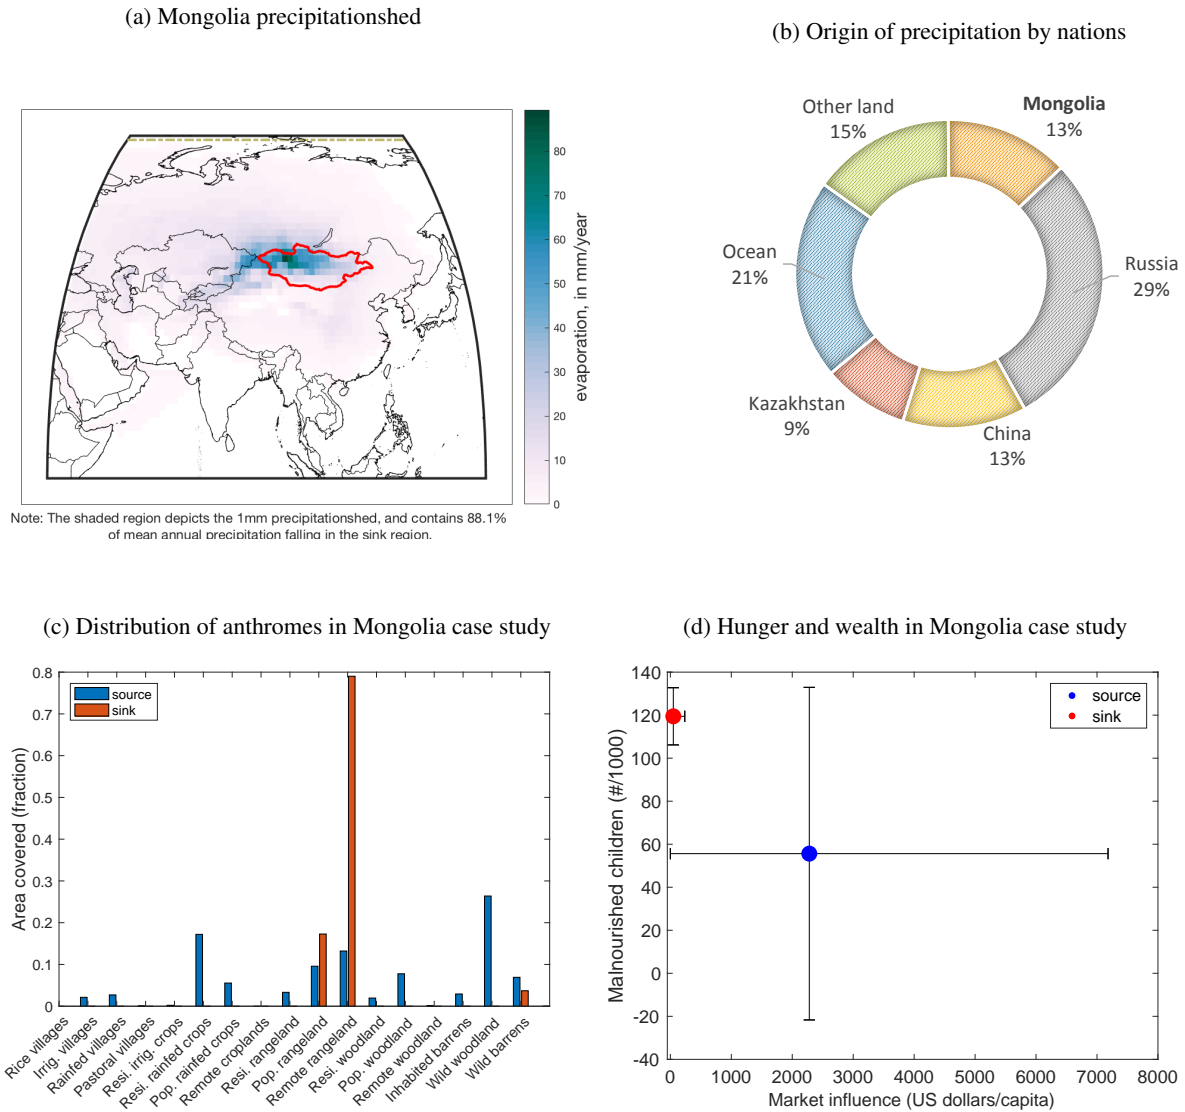 (a) Mongolia precipitationshed
80
70
60
50
40
30
20
10
0
evaporation, in mm/year
Note: The shaded region depicts the 1mm precipitationshed, and contains 88.1%
of mean annual precipitation falling in the sink region.
(b) Origin of precipitation by nations
Other land
15%
Mongolia
13%
Ocean
21%
Russia
29%
Kazakhstan
9%
China
13%
(c) Distribution of anthromes in Mongolia case study
0.8
0.7
0.6
0.5
0.4
0.3
0.2
0.1
0
Area covered (fraction)
source
sink
Rice villages
Irrig. villages
Rainfed villages
Pastoral villages
Resi. irrig. crops
Resi. rainfed crops
Pop. rainfed crops
Remote croplands
Resi. rangeland
Pop. rangeland
Remote rangeland
Resi. woodland
Pop. woodland
Remote woodland
Inhabited barrens
Wild woodland
Wild barrens
(d) Hunger and wealth in Mongolia case study
140
120
100
80
60
40
20
0
-20
-40
Malnourished children (#/1000)
source
sink
0 1000 2000 3000 4000 5000 6000 7000 8000
Market influence (US dollars/capita)